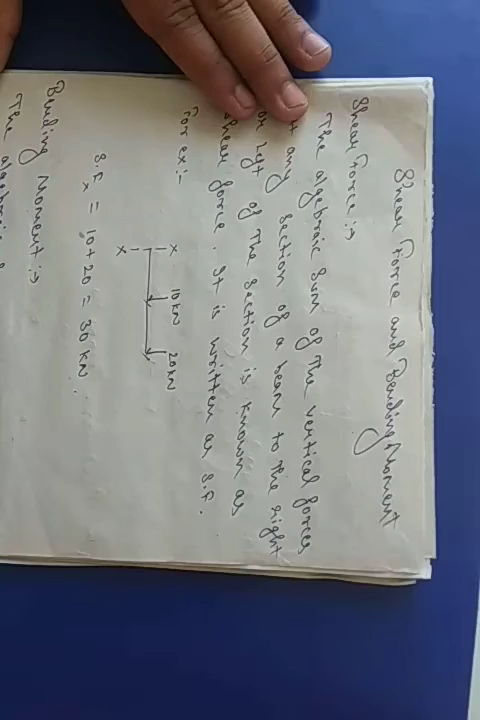 Shear Force and Bending Moment
Shear Force :→
The algebraic sum of the vertical forces
any section of a beam to the right
or left of the section is known as
shear force. It is written as S.F.
For ex :-
10 kN 20 kN
X X
S.F.x = 10 + 20 = 30 kN.
Bending Moment :→
The algebraic